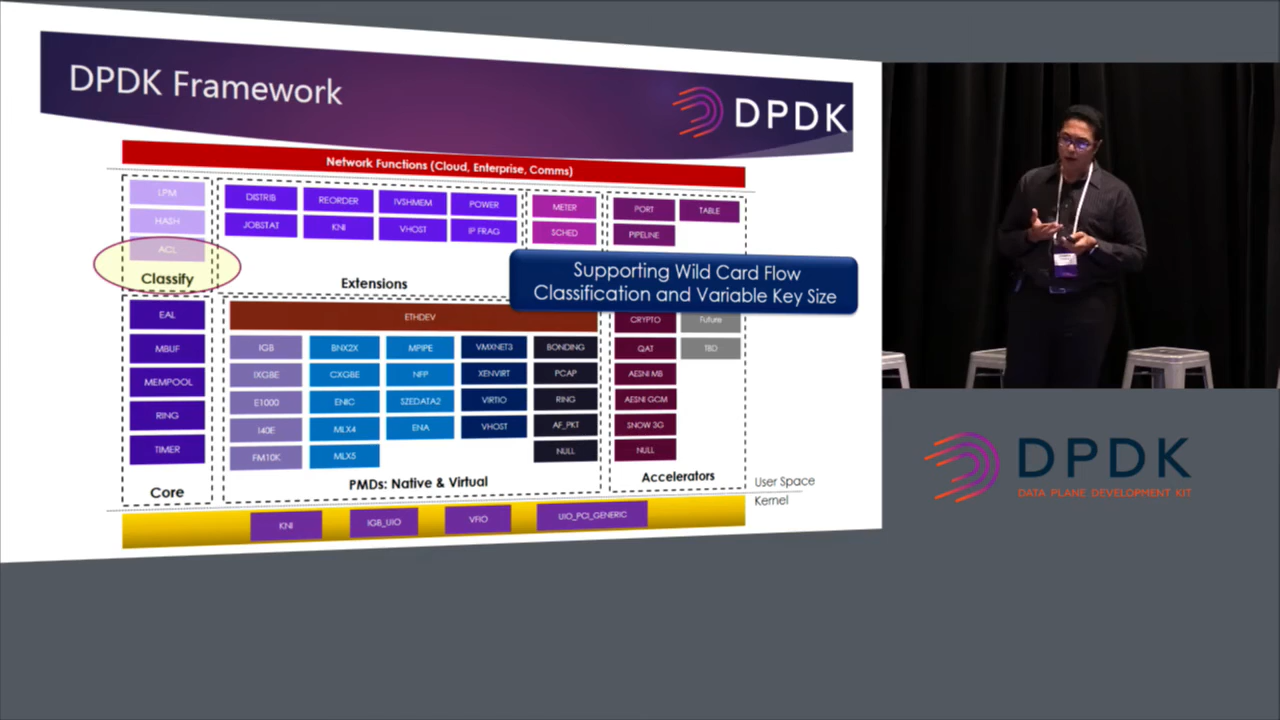 DPDK Framework
DPDK
Network Functions (Cloud, Enterprise, Comms)
LPM
HASH
ACL
Classify
DISTRIB
REORDER
IVSHMEM
POWER
JOBSTAT
KNI
VHOST
IP FRAG
Extensions
METER
SCHED
PORT
TABLE
PIPELINE
Supporting Wild Card Flow
Classification and Variable Key Size
EAL
MBUF
MEMPOOL
RING
TIMER
Core
ETHDEV
IGB
BNX2X
MPIPE
VMXNET3
BONDING
IXGBE
CXGBE
NFP
XENVIRT
PCAP
E1000
ENIC
SZEDATA2
VIRTIO
RING
I40E
MLX4
ENA
VHOST
AF_PKT
FM10K
MLX5
NULL
PMDs: Native & Virtual
CRYPTO
Future
QAT
TBD
AESNI MB
AESNI GCM
SNOW 3G
NULL
Accelerators
User Space
Kernel
KNI
IGB_UIO
VFIO
UIO_PCI_GENERIC
DPDK
DATA PLANE DEVELOPMENT KIT